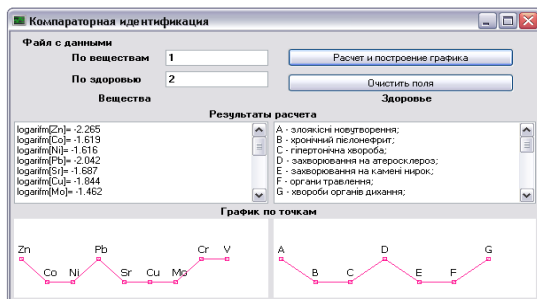 Компараторная идентификация
Файл с данными
По веществам 1 Расчет и построение графика
По здоровью 2 Очистить поля
Вещества Здоровье
Результаты расчета
logarifm[Zn]= -2.265
logarifm[Co]= -1.619
logarifm[Ni]= -1.616
logarifm[Pb]= -2.042
logarifm[Sr]= -1.687
logarifm[Cu]= -1.844
logarifm[Mo]= -1.462
A - злоякісні новутворення;
B - хронічний пієлонефрит;
C - гіпертонічна хвороба;
D - захворювання на атеросклероз;
E - захворювання на камені нирок;
F - органи травлення;
G - хвороби органів дихання;
График по точкам
Zn Pb Cr V
Co Ni Sr Cu Mo
A D G
B C E F